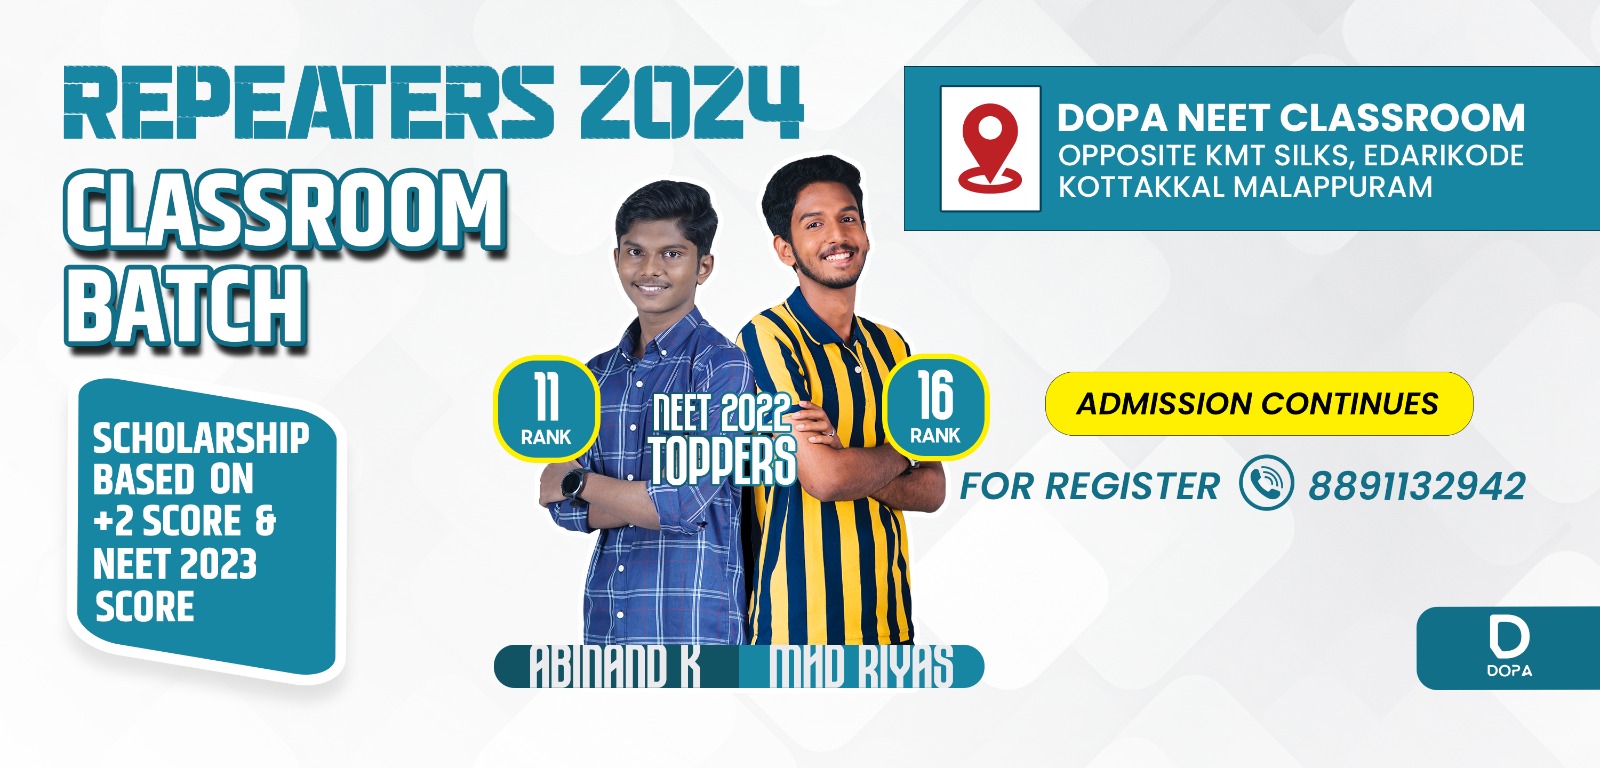 REPEATERS 2024
CLASSROOM
BATCH
SCHOLARSHIP
BASED ON
+2 SCORE &
NEET 2023
SCORE
11
RANK
NEET 2022
TOPPERS
16
RANK
ABINAND K
MHD RIYAS
DOPA NEET CLASSROOM
OPPOSITE KMT SILKS, EDARIKODE
KOTTAKKAL MALAPPURAM
ADMISSION CONTINUES
FOR REGISTER 8891132942
D
DOPA